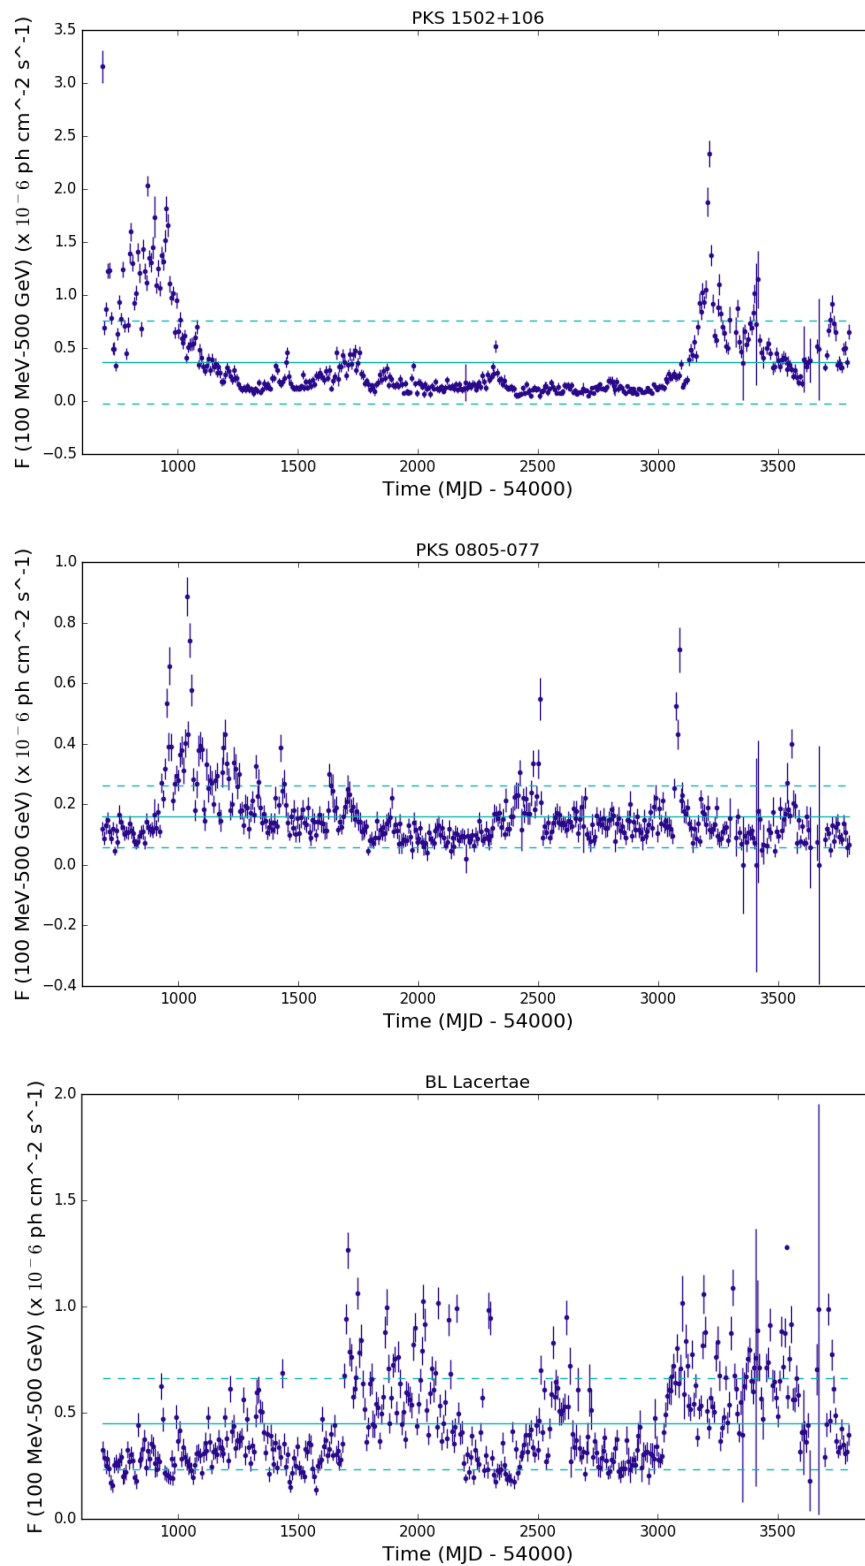 PKS 1502+106
3.5
3.0
2.5
2.0
1.5
1.0
0.5
0.0
−0.5
F (100 MeV-500 GeV) (x 10⁻ 6 ph cm^-2 s^-1)
1000 1500 2000 2500 3000 3500
Time (MJD - 54000)
PKS 0805-077
1.0
0.8
0.6
0.4
0.2
0.0
−0.2
−0.4
F (100 MeV-500 GeV) (x 10⁻ 6 ph cm^-2 s^-1)
1000 1500 2000 2500 3000 3500
Time (MJD - 54000)
BL Lacertae
2.0
1.5
1.0
0.5
0.0
F (100 MeV-500 GeV) (x 10⁻ 6 ph cm^-2 s^-1)
1000 1500 2000 2500 3000 3500
Time (MJD - 54000)